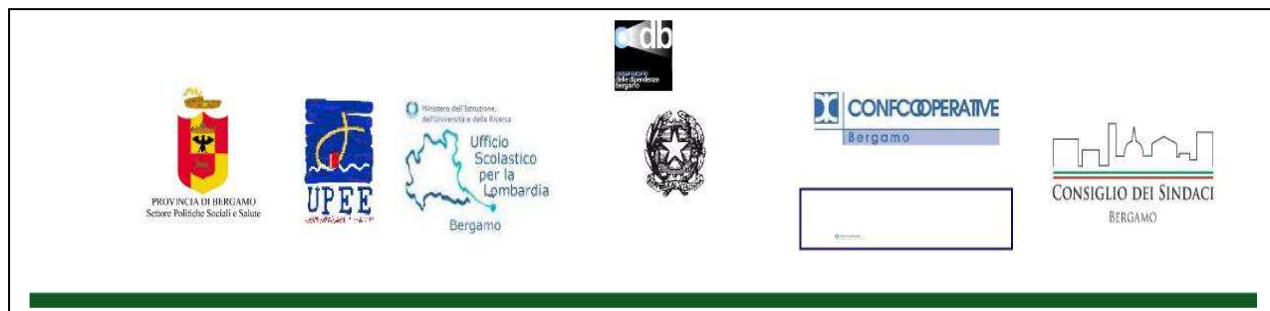 odb
osservatorio
delle dipendenze
bergamo
PROVINCIA DI BERGAMO
Settore Politiche Sociali e Salute
UPEE
Ministero dell'Istruzione,
dell'Università e della Ricerca
Ufficio
Scolastico
per la
Lombardia
Bergamo
CONFCOOPERATIVE
Bergamo
CONSIGLIO DEI SINDACI
BERGAMO